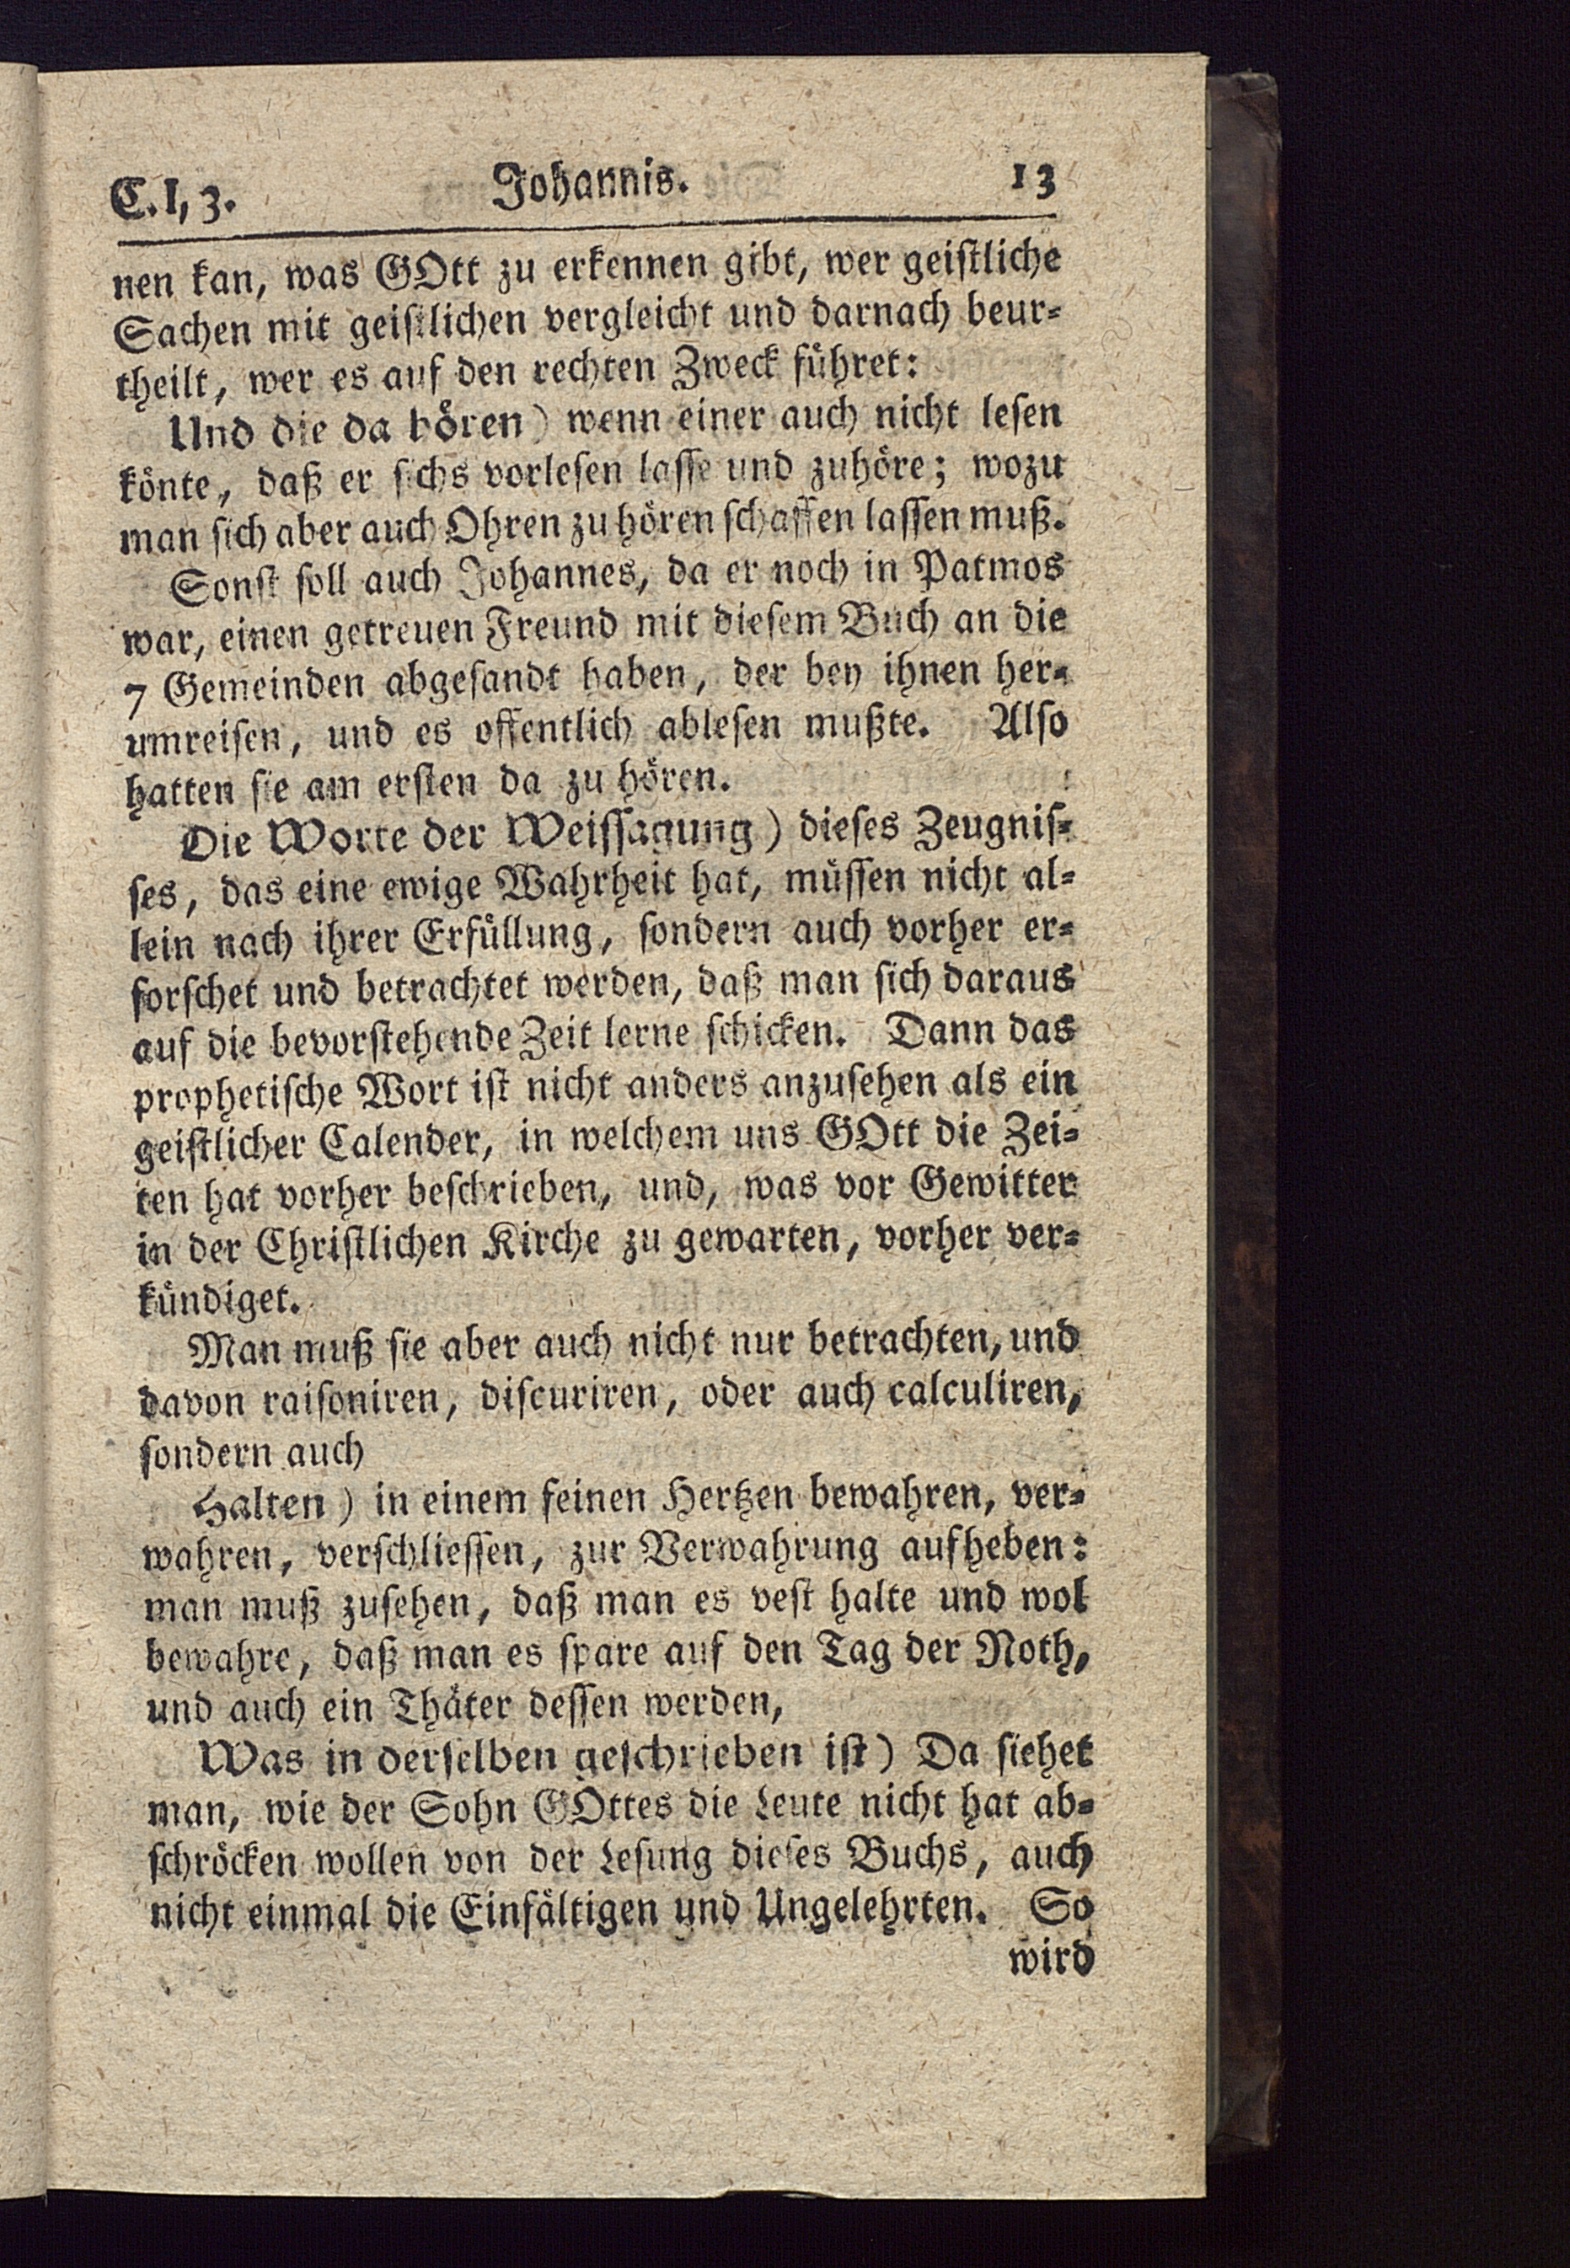 C. I, 3. Johannis. 13
nen kan, was GOtt zu erkennen gibt, wer geistliche
Sachen mit geistlichen vergleicht und darnach beur-
theilt, wer es auf den rechten Zweck führet:
Und die da hören) wenn einer auch nicht lesen
könte, daß er sichs vorlesen lasse und zuhöre; wozu
man sich aber auch Ohren zu hören schaffen lassen muß.
Sonst soll auch Johannes, da er noch in Patmos
war, einen getreuen Freund mit diesem Buch an die
7 Gemeinden abgesandt haben, der bey ihnen her-
umreisen, und es offentlich ablesen mußte. Also
hatten sie am ersten da zu hören.
Die Worte der Weissagung) dieses Zeugnis-
ses, das eine ewige Wahrheit hat, müssen nicht al-
lein nach ihrer Erfüllung, sondern auch vorher er-
forschet und betrachtet werden, daß man sich daraus
auf die bevorstehende Zeit lerne schicken. Dann das
prophetische Wort ist nicht anders anzusehen als ein
geistlicher Calender, in welchem uns GOtt die Zei-
ten hat vorher beschrieben, und, was vor Gewitter
in der Christlichen Kirche zu gewarten, vorher ver-
kündiget.
Man muß sie aber auch nicht nur betrachten, und
davon raisoniren, discuriren, oder auch calculiren,
sondern auch
Halten) in einem feinen Hertzen bewahren, ver-
wahren, verschliessen, zur Verwahrung aufheben:
man muß zusehen, daß man es vest halte und wol
bewahre, daß man es spare auf den Tag der Noth,
und auch ein Thäter dessen werden,
Was in derselben geschrieben ist) Da siehet
man, wie der Sohn GOttes die Leute nicht hat ab-
schröcken wollen von der Lesung dieses Buchs, auch
nicht einmal die Einfältigen und Ungelehrten. So
wird